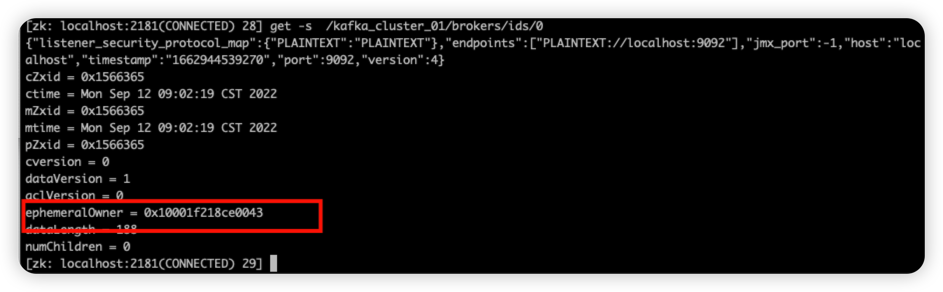 [zk: localhost:2181(CONNECTED) 28] get -s  /kafka_cluster_01/brokers/ids/0
{"listener_security_protocol_map":{"PLAINTEXT":"PLAINTEXT"},"endpoints":["PLAINTEXT://localhost:9092"],"jmx_port":-1,"host":"loc
alhost","timestamp":"1662944539270","port":9092,"version":4}
cZxid = 0x1566365
ctime = Mon Sep 12 09:02:19 CST 2022
mZxid = 0x1566365
mtime = Mon Sep 12 09:02:19 CST 2022
pZxid = 0x1566365
cversion = 0
dataVersion = 1
aclVersion = 0
ephemeralOwner = 0x10001f218ce0043
dataLength = 188
numChildren = 0
[zk: localhost:2181(CONNECTED) 29]